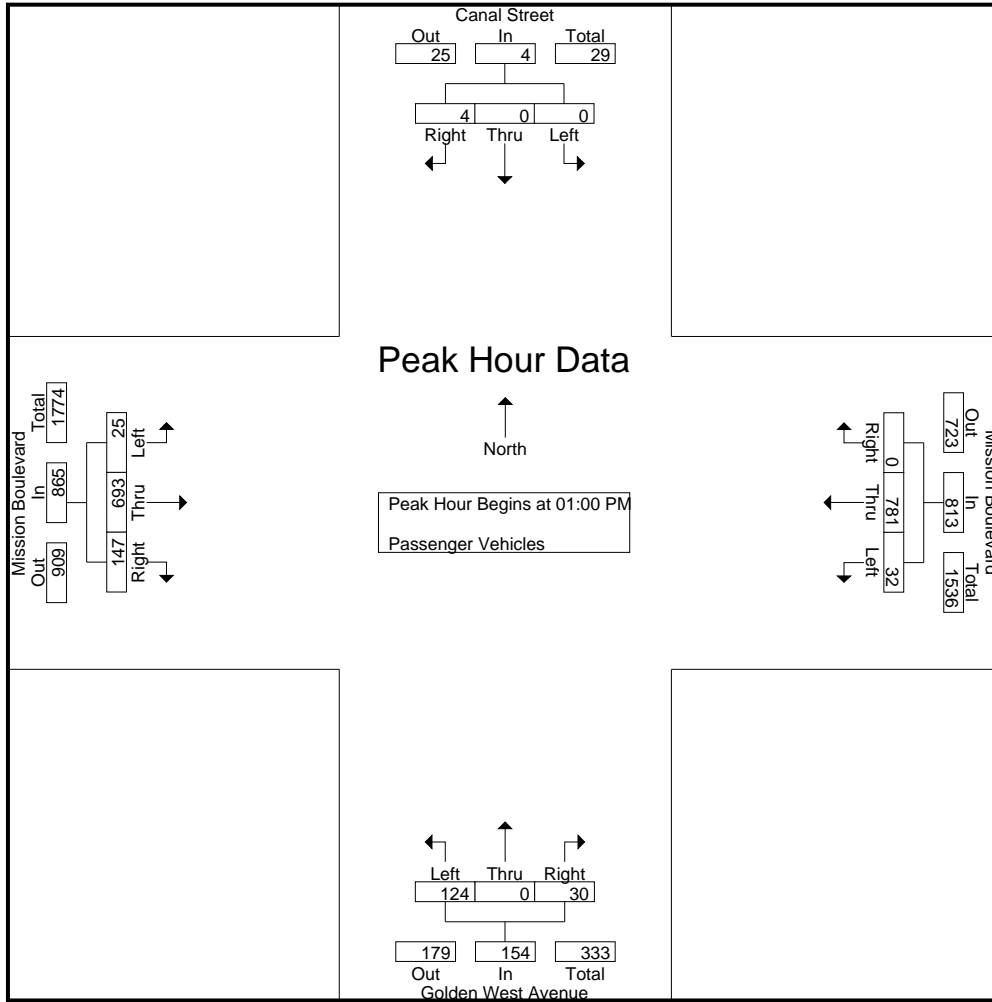 Canal Street
Out In Total
25 4 29
4 0 0
Right Thru Left
Peak Hour Data
North
Peak Hour Begins at 01:00 PM
Passenger Vehicles
Mission Boulevard
Total In Out
1774 865 909
25 693 147
Left Thru Right
Mission Boulevard
Out In Total
723 813 1536
0 781 32
Right Thru Left
Left Thru Right
124 0 30
179 154 333
Out In Total
Golden West Avenue